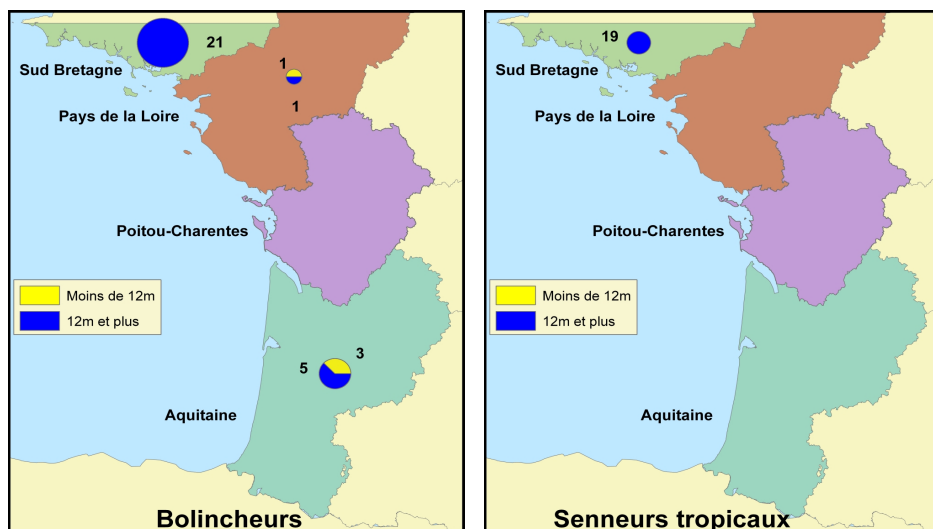 21
Sud Bretagne
1
1
Pays de la Loire
Poitou-Charentes
Moins de 12m
12m et plus
5
3
Aquitaine
Bolincheurs
19
Sud Bretagne
Pays de la Loire
Poitou-Charentes
Moins de 12m
12m et plus
Aquitaine
Senneurs tropicaux